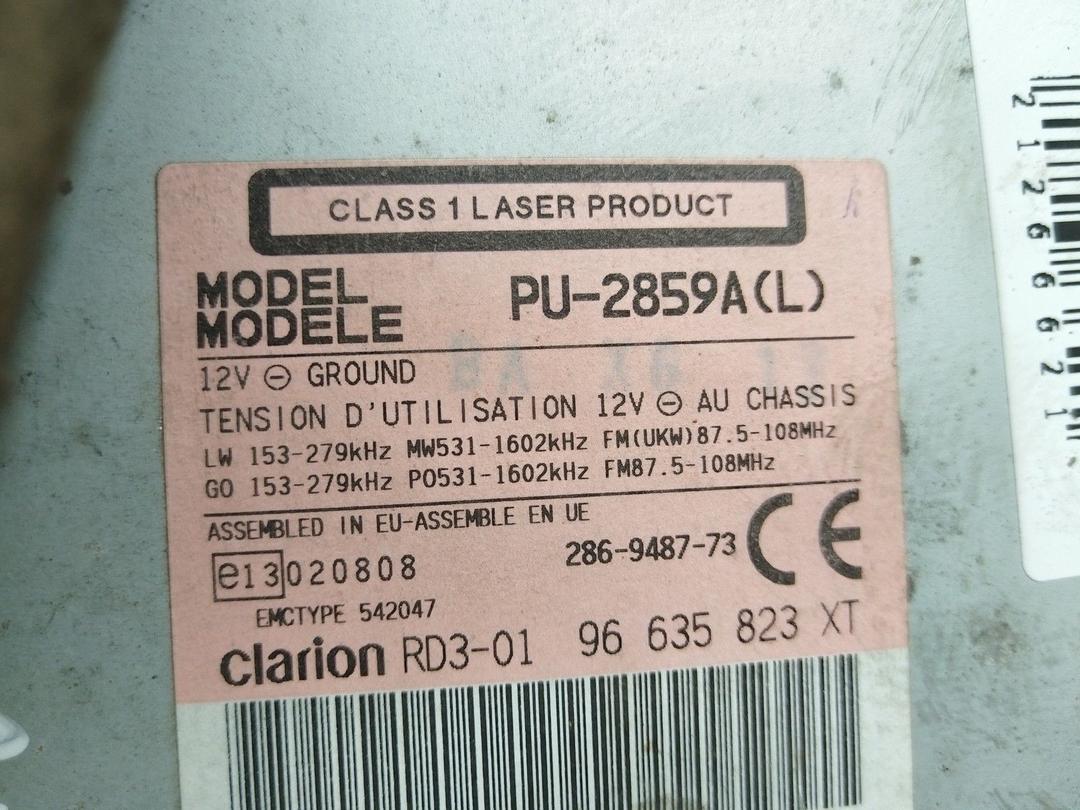 CLASS 1 LASER PRODUCT
MODEL
MODELE
PU-2859A(L)
12V ⊖ GROUND
TENSION D'UTILISATION 12V ⊖ AU CHASSIS
LW 153-279kHz MW531-1602kHz FM(UKW)87.5-108MHz
GO 153-279kHz PO531-1602kHz FM87.5-108MHz
ASSEMBLED IN EU-ASSEMBLE EN UE
286-9487-73 CE
e13 020808
EMCTYPE 542047
clarion RD3-01 96 635 823 XT
21266621